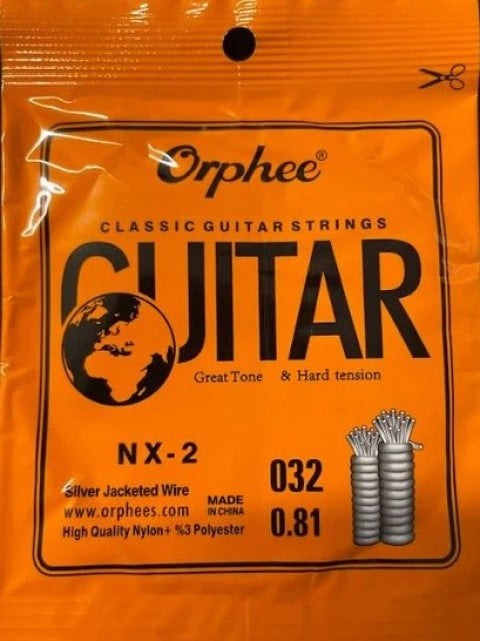 Orphee®
CLASSIC GUITAR STRINGS
GUITAR
Great Tone & Hard tension
NX-2
032
Silver Jacketed Wire
www.orphees.com
MADE
IN CHINA
0.81
High Quality Nylon+ %3 Polyester